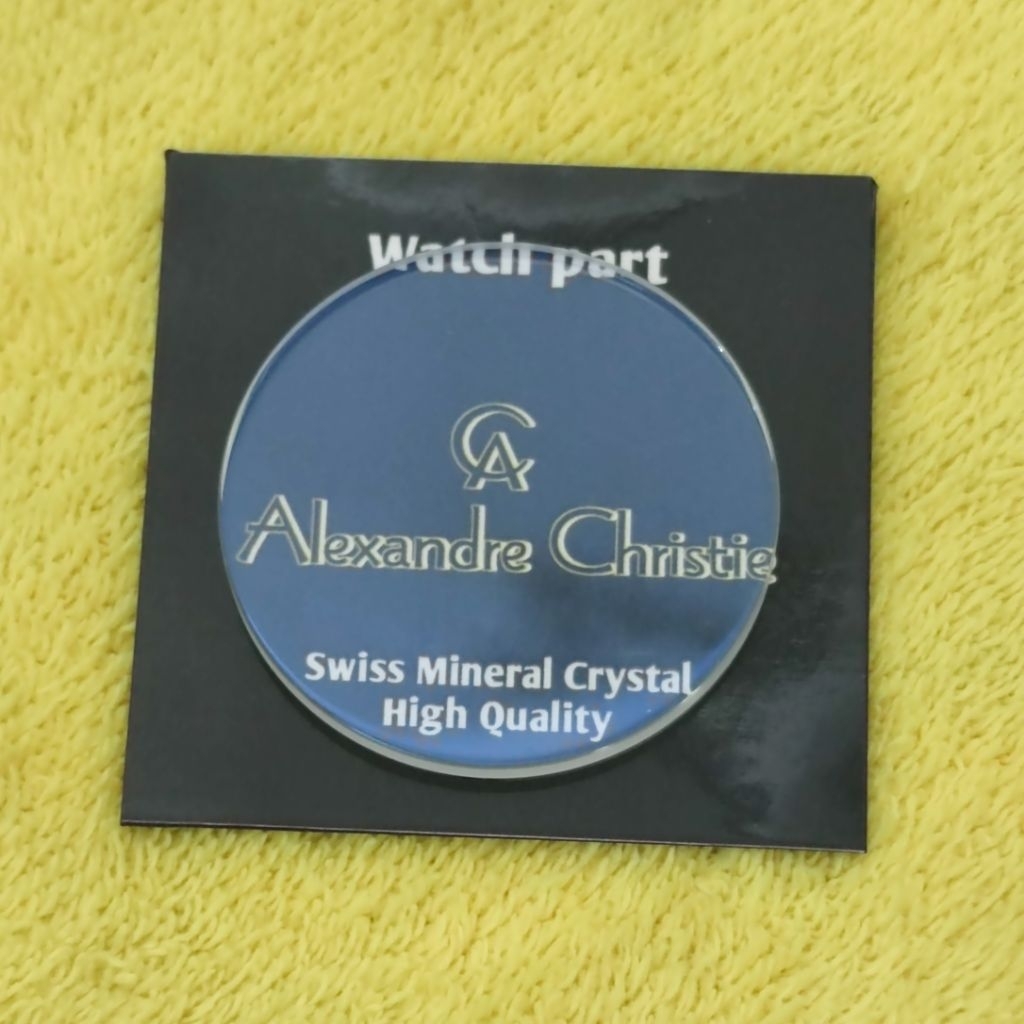 Watch part
CA
Alexandre Christie
Swiss Mineral Crystal
High Quality